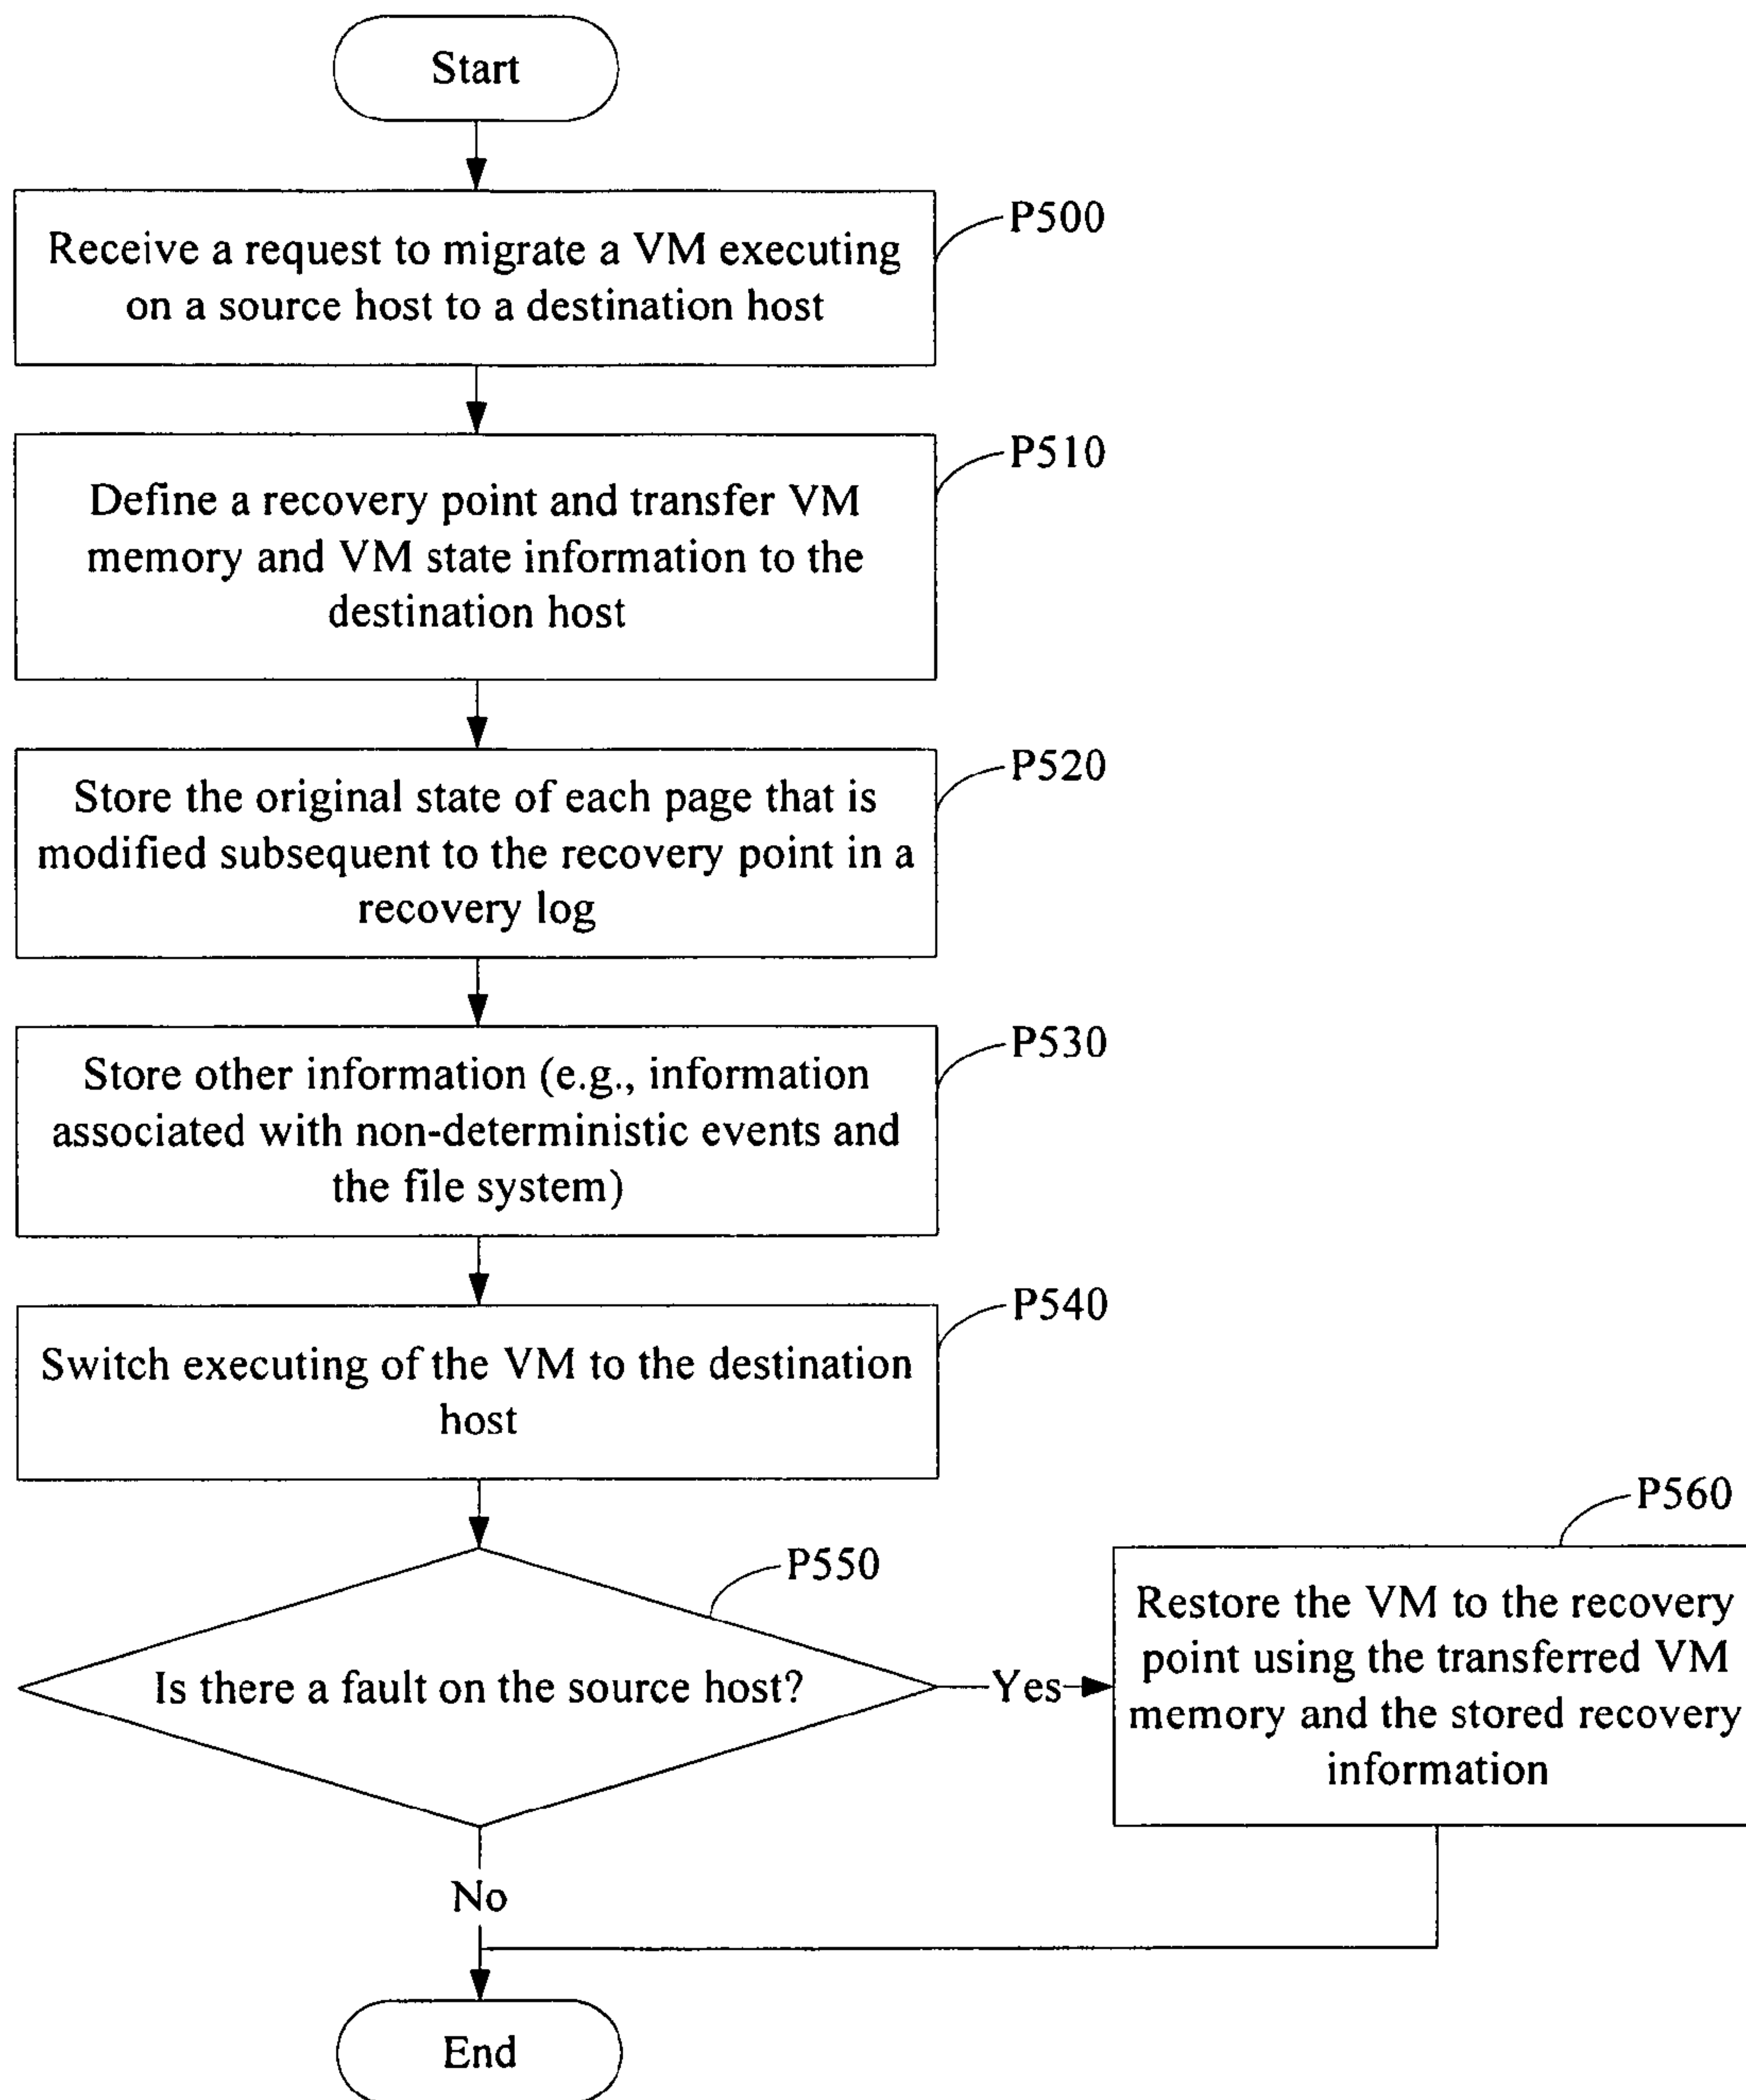 Start
P500
Receive a request to migrate a VM executing
on a source host to a destination host
P510
Define a recovery point and transfer VM
memory and VM state information to the
destination host
P520
Store the original state of each page that is
modified subsequent to the recovery point in a
recovery log
P530
Store other information (e.g., information
associated with non-deterministic events and
the file system)
P540
Switch executing of the VM to the destination
host
P550
Is there a fault on the source host?
Yes
P560
Restore the VM to the recovery
point using the transferred VM
memory and the stored recovery
information
No
End